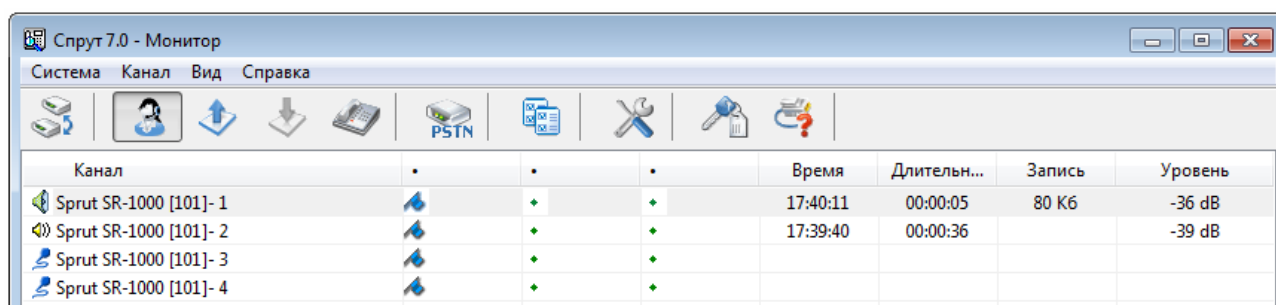 Спрут 7.0 - Монитор
Система Канал Вид Справка
PSTN
Канал • • • Время Длительн... Запись Уровень
Sprut SR-1000 [101]- 1 17:40:11 00:00:05 80 Кб -36 dB
Sprut SR-1000 [101]- 2 17:39:40 00:00:36 -39 dB
Sprut SR-1000 [101]- 3
Sprut SR-1000 [101]- 4